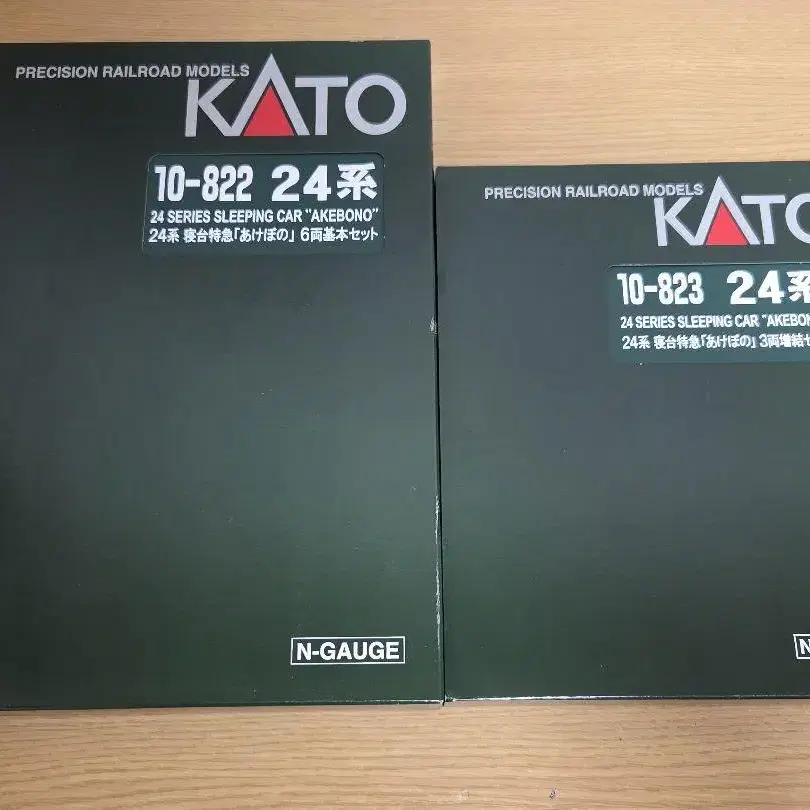 PRECISION RAILROAD MODELS
KATO
10-822 24系
24 SERIES SLEEPING CAR "AKEBONO"
24系 寝台特急「あけぼの」 6両基本セット
N-GAUGE
PRECISION RAILROAD MODELS
KATO
10-823 24系
24 SERIES SLEEPING CAR "AKEBON
24系 寝台特急「あけぼの」 3両増結セ
N